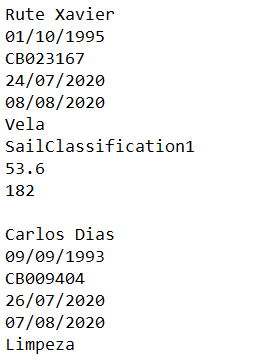 Rute Xavier
01/10/1995
CB023167
24/07/2020
08/08/2020
Vela
SailClassification1
53.6
182

Carlos Dias
09/09/1993
CB009404
26/07/2020
07/08/2020
Limpeza